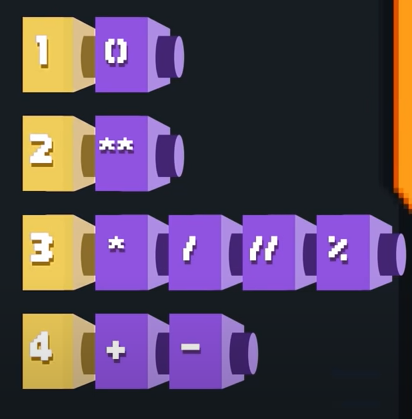 1 ()
2 **
3 * / // %
4 + -